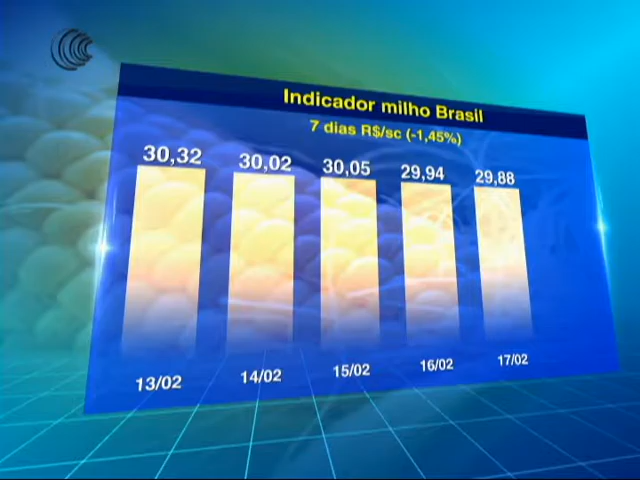 Indicador milho Brasil
7 dias R$/sc (-1,45%)
30,32 30,02 30,05 29,94 29,88
13/02 14/02 15/02 16/02 17/02